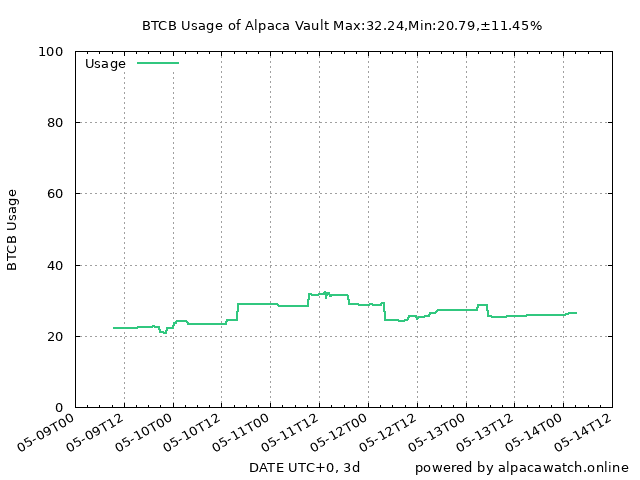 BTCB Usage of Alpaca Vault Max:32.24,Min:20.79,±11.45%
Usage
100
80
60
40
20
0
BTCB Usage
05-09T00
05-09T12
05-10T00
05-10T12
05-11T00
05-11T12
05-12T00
05-12T12
05-13T00
05-13T12
05-14T00
05-14T12
DATE UTC+0, 3d
powered by alpacawatch.online